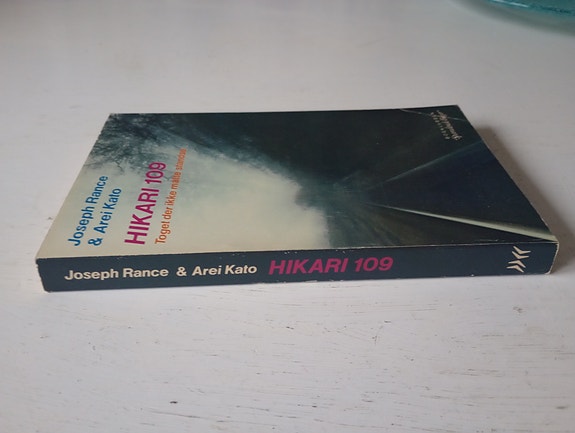 Joseph Rance
& Arei Kato
HIKARI 109
Toget der ikke måtte standse
Joseph Rance & Arei Kato HIKARI 109